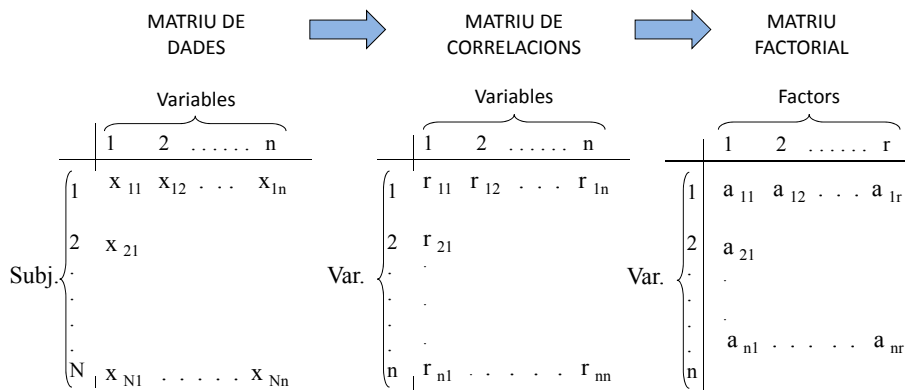 MATRIU DE DADES
MATRIU DE CORRELACIONS
MATRIU FACTORIAL
Variables
Variables
Factors
1 2 . . . . . . n
1 2 . . . . . . n
1 2 . . . . . . r
1 x 11 x 12 . . . x 1n
1 r 11 r 12 . . . r 1n
1 a 11 a 12 . . . a 1r
2 x 21
2 r 21
2 a 21
Subj.
Var.
Var.
N x N1 . . . . . x Nn
n r n1 . . . . . r nn
n a n1 . . . . . a nr